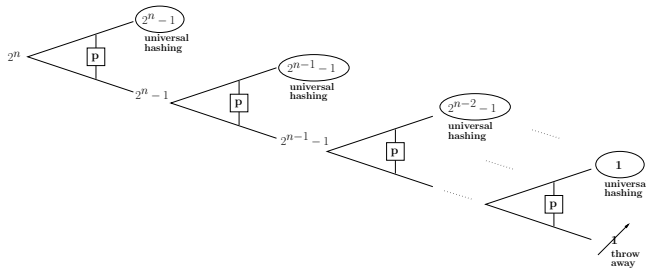 2^n - 1
universal
hashing
2^n
p
2^n - 1
2^{n-1} - 1
universal
hashing
p
2^{n-1} - 1
2^{n-2} - 1
universal
hashing
p
1
universa
hashing
p
1
throw
away